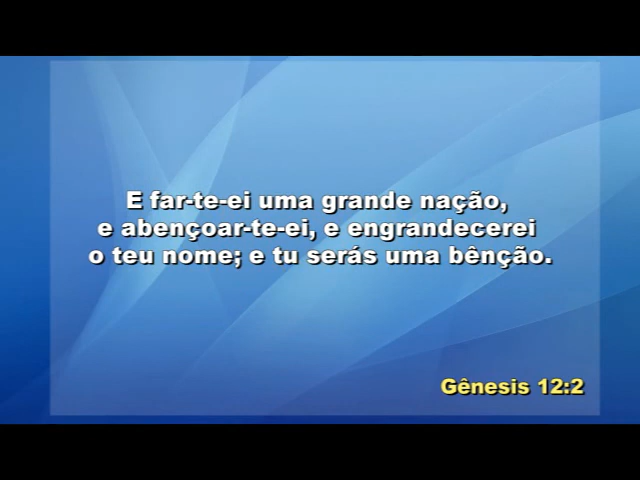 E far-te-ei uma grande nação,
e abençoar-te-ei, e engrandecerei
o teu nome; e tu serás uma bênção.
Gênesis 12:2